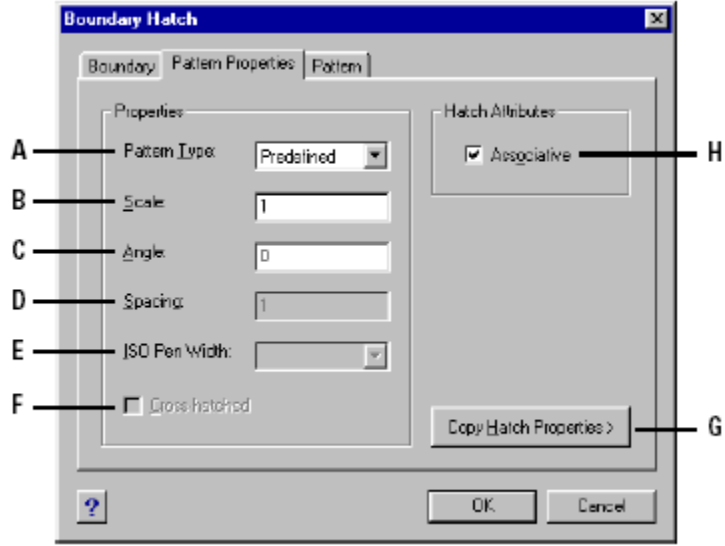 Boundary Hatch
Boundary Pattern Properties Pattern
Properties
Hatch Attributes
A Pattern Type: Predefined
Associative H
B Scale: 1
C Angle: 0
D Spacing: 1
E ISO Pen Width:
F Cross-hatched
Copy Hatch Properties > G
? OK Cancel